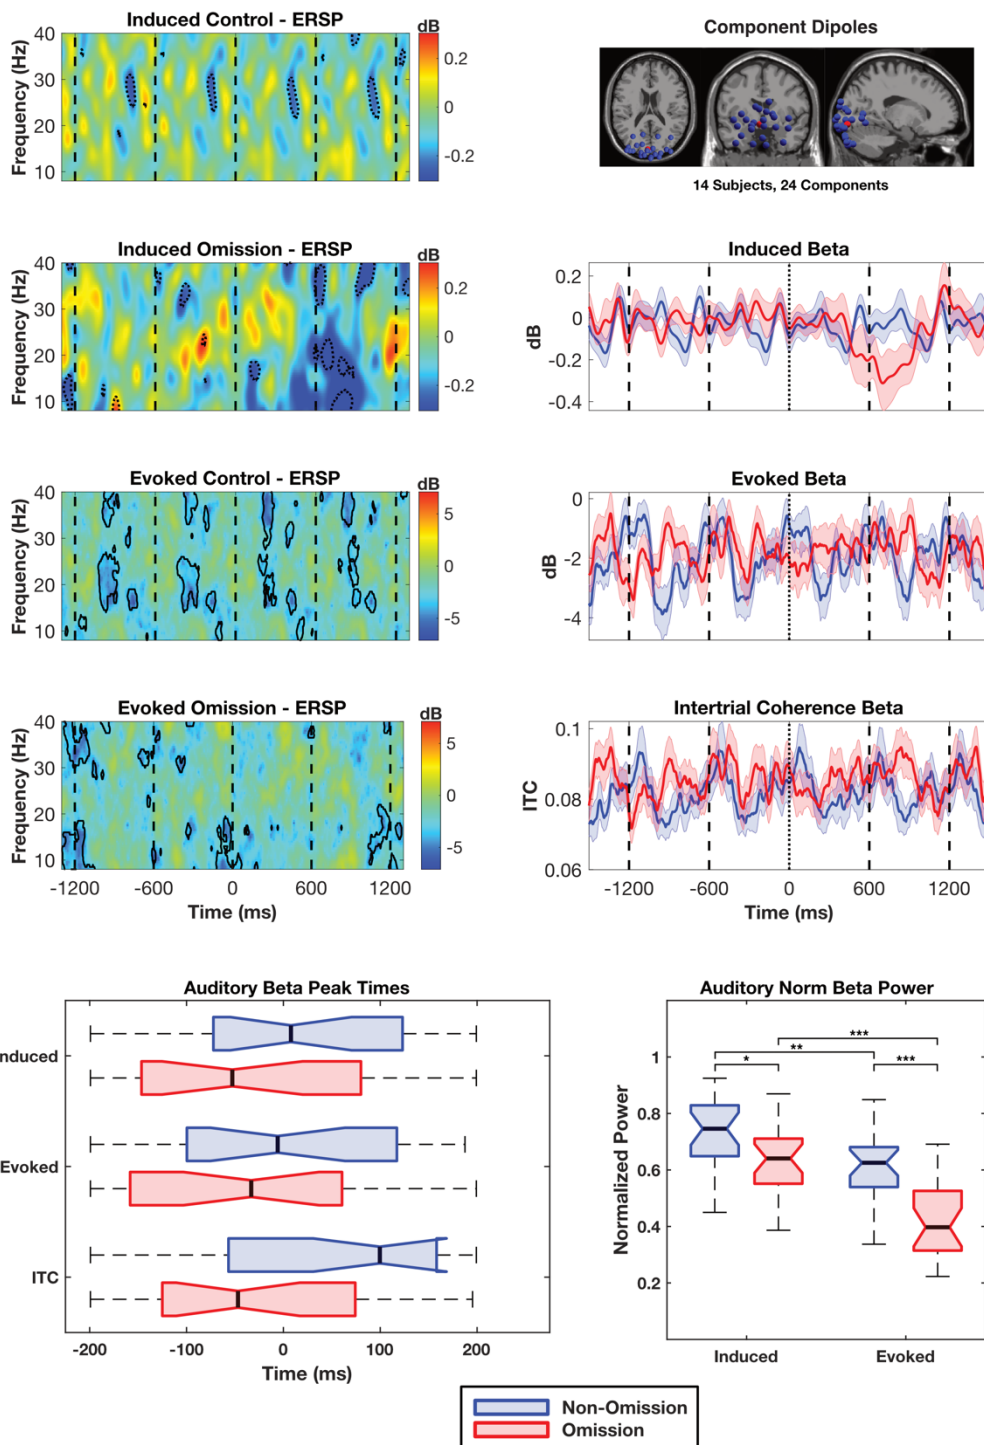 Induced Control - ERSP
dB
Frequency (Hz)
40
30
20
10
0.2
0
-0.2
Component Dipoles
14 Subjects, 24 Components
Induced Omission - ERSP
dB
Frequency (Hz)
40
30
20
10
0.2
0
-0.2
Induced Beta
dB
0.2
0
-0.2
-0.4
Evoked Control - ERSP
dB
Frequency (Hz)
40
30
20
10
5
0
-5
Evoked Beta
dB
0
-2
-4
Evoked Omission - ERSP
dB
Frequency (Hz)
40
30
20
10
5
0
-5
-1200 -600 0 600 1200
Time (ms)
Intertrial Coherence Beta
ITC
0.1
0.08
0.06
-1200 -600 0 600 1200
Time (ms)
Auditory Beta Peak Times
nduced
Evoked
ITC
-200 -100 0 100 200
Time (ms)
Auditory Norm Beta Power
Normalized Power
1
0.8
0.6
0.4
0.2
***
**
* ***
Induced Evoked
Non-Omission
Omission